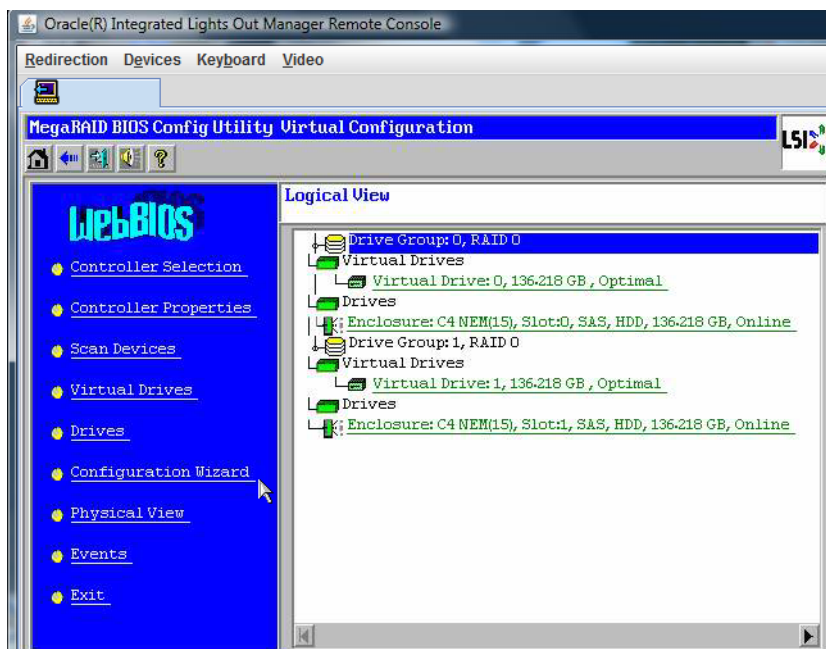 Oracle(R) Integrated Lights Out Manager Remote Console
Redirection Devices Keyboard Video
MegaRAID BIOS Config Utility Virtual Configuration
LSI
WebBIOS
Controller Selection
Controller Properties
Scan Devices
Virtual Drives
Drives
Configuration Wizard
Physical View
Events
Exit
Logical View
Drive Group: 0, RAID 0
Virtual Drives
Virtual Drive: 0, 136.218 GB, Optimal
Drives
Enclosure: C4 NEM(15), Slot:0, SAS, HDD, 136.218 GB, Online
Drive Group: 1, RAID 0
Virtual Drives
Virtual Drive: 1, 136.218 GB, Optimal
Drives
Enclosure: C4 NEM(15), Slot:1, SAS, HDD, 136.218 GB, Online